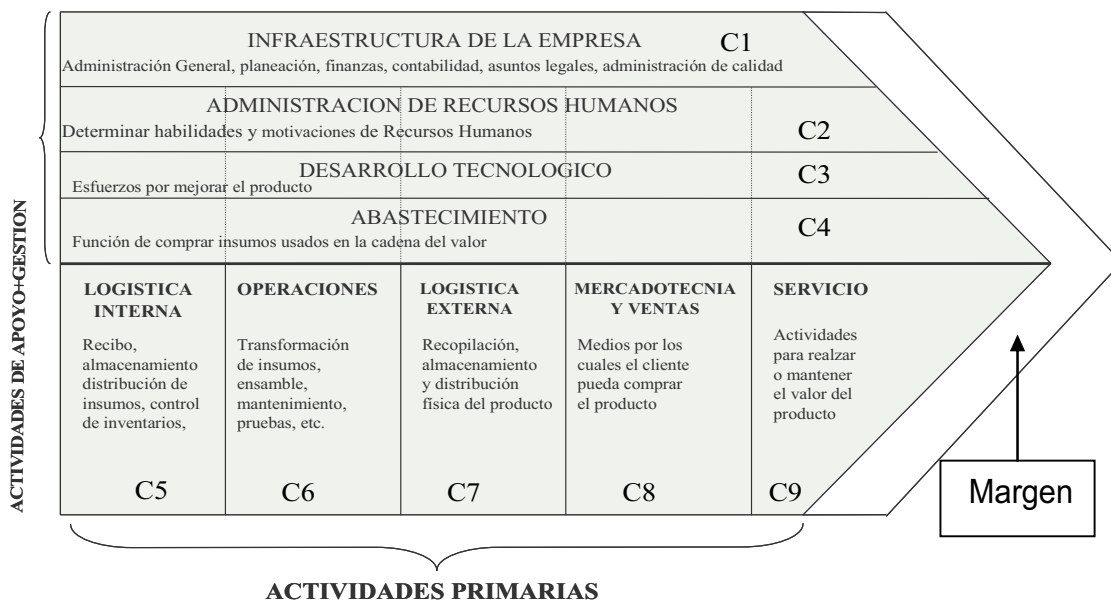 INFRAESTRUCTURA DE LA EMPRESA C1
Administración General, planeación, finanzas, contabilidad, asuntos legales, administración de calidad
ADMINISTRACION DE RECURSOS HUMANOS
Determinar habilidades y motivaciones de Recursos Humanos C2
DESARROLLO TECNOLOGICO C3
Esfuerzos por mejorar el producto
ABASTECIMIENTO C4
Función de comprar insumos usados en la cadena del valor
ACTIVIDADES DE APOYO+GESTION
LOGISTICA
INTERNA
Recibo,
almacenamiento
distribución de
insumos, control
de inventarios,
C5
OPERACIONES
Transformación
de insumos,
ensamble,
mantenimiento,
pruebas, etc.
C6
LOGISTICA
EXTERNA
Recopilación,
almacenamiento
y distribución
física del producto
C7
MERCADOTECNIA
Y VENTAS
Medios por los
cuales el cliente
pueda comprar
el producto
C8
SERVICIO
Actividades
para realzar
o mantener
el valor del
producto
C9
Margen
ACTIVIDADES PRIMARIAS